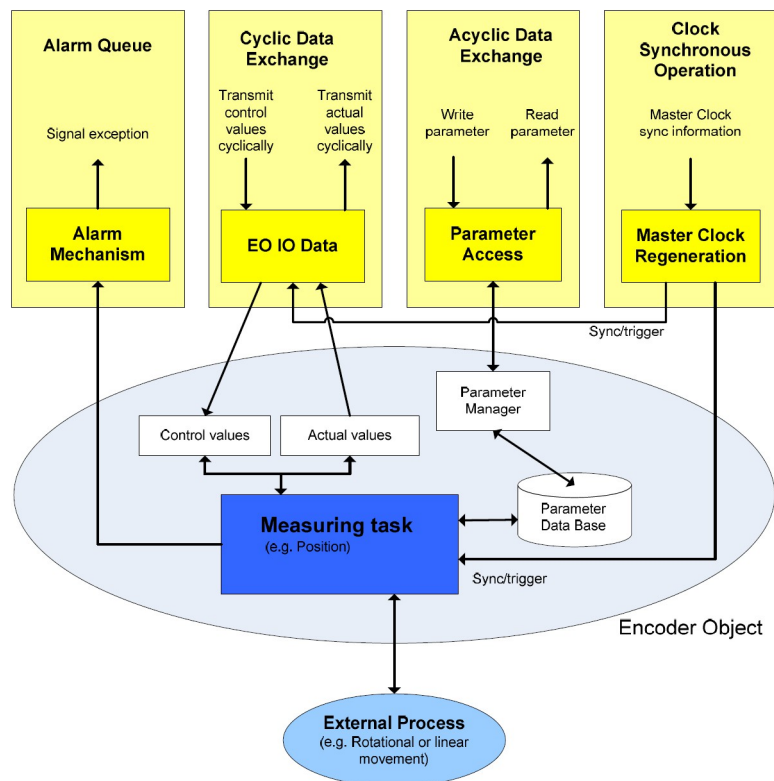 Alarm Queue
Signal exception
Alarm
Mechanism
Cyclic Data
Exchange
Transmit
control
values
cyclically
Transmit
actual
values
cyclically
EO IO Data
Acyclic Data
Exchange
Write
parameter
Read
parameter
Parameter
Access
Clock
Synchronous
Operation
Master Clock
sync information
Master Clock
Regeneration
Sync/trigger
Parameter
Manager
Control values
Actual values
Parameter
Data Base
Measuring task
(e.g. Position)
Sync/trigger
Encoder Object
External Process
(e.g. Rotational or linear
movement)